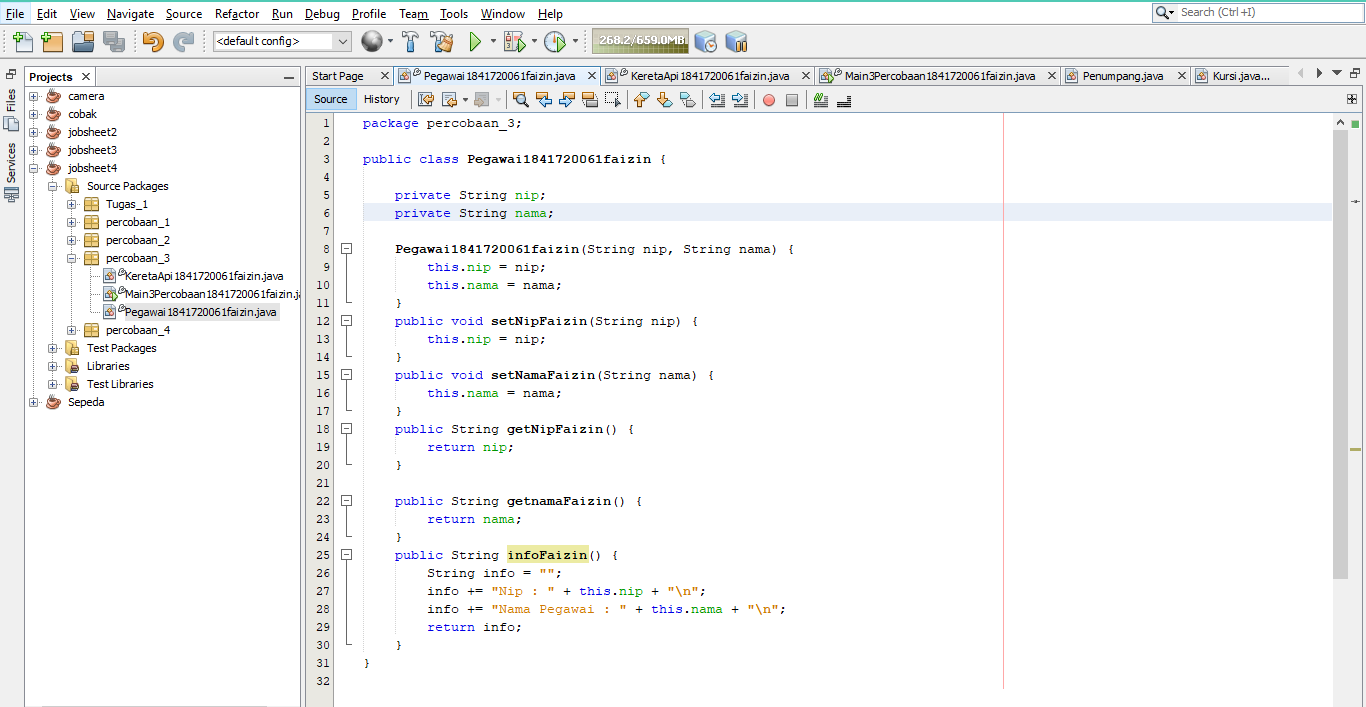 File Edit View Navigate Source Refactor Run Debug Profile Team Tools Window Help
Search (Ctrl+I)
<default config>
268.2/659.0MB
Files
Services
Projects
camera
cobak
jobsheet2
jobsheet3
jobsheet4
Source Packages
Tugas_1
percobaan_1
percobaan_2
percobaan_3
KeretaApi1841720061faizin.java
Main3Percobaan1841720061faizin.ja
Pegawai1841720061faizin.java
percobaan_4
Test Packages
Libraries
Test Libraries
Sepeda
Start Page Pegawai1841720061faizin.java KeretaApi1841720061faizin.java Main3Percobaan1841720061faizin.java Penumpang.java Kursi.java...
Source History
1 package percobaan_3;
2
3 public class Pegawai1841720061faizin {
4
5 private String nip;
6 private String nama;
7
8 Pegawai1841720061faizin(String nip, String nama) {
9 this.nip = nip;
10 this.nama = nama;
11 }
12 public void setNipFaizin(String nip) {
13 this.nip = nip;
14 }
15 public void setNamaFaizin(String nama) {
16 this.nama = nama;
17 }
18 public String getNipFaizin() {
19 return nip;
20 }
21
22 public String getnamaFaizin() {
23 return nama;
24 }
25 public String infoFaizin() {
26 String info = "";
27 info += "Nip : " + this.nip + "\n";
28 info += "Nama Pegawai : " + this.nama + "\n";
29 return info;
30 }
31 }
32